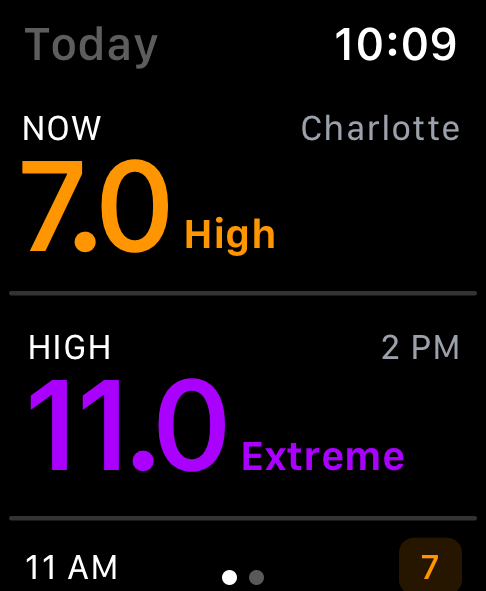 Today 10:09
NOW Charlotte
7.0 High
HIGH 2 PM
11.0 Extreme
11 AM 7